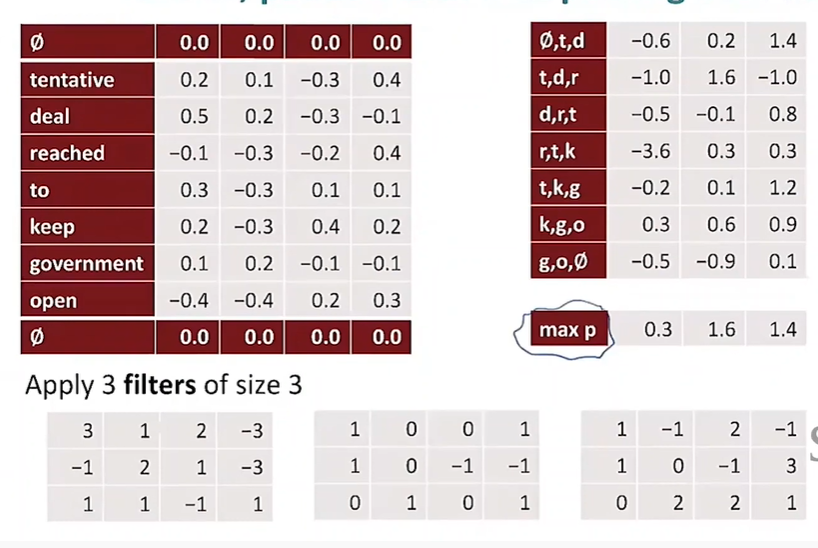 Ø 0.0 0.0 0.0 0.0
tentative 0.2 0.1 −0.3 0.4
deal 0.5 0.2 −0.3 −0.1
reached −0.1 −0.3 −0.2 0.4
to 0.3 −0.3 0.1 0.1
keep 0.2 −0.3 0.4 0.2
government 0.1 0.2 −0.1 −0.1
open −0.4 −0.4 0.2 0.3
Ø 0.0 0.0 0.0 0.0
Ø,t,d −0.6 0.2 1.4
t,d,r −1.0 1.6 −1.0
d,r,t −0.5 −0.1 0.8
r,t,k −3.6 0.3 0.3
t,k,g −0.2 0.1 1.2
k,g,o 0.3 0.6 0.9
g,o,Ø −0.5 −0.9 0.1
max p 0.3 1.6 1.4
Apply 3 filters of size 3
3 1 2 −3
−1 2 1 −3
1 1 −1 1
1 0 0 1
1 0 −1 −1
0 1 0 1
1 −1 2 −1
1 0 −1 3
0 2 2 1